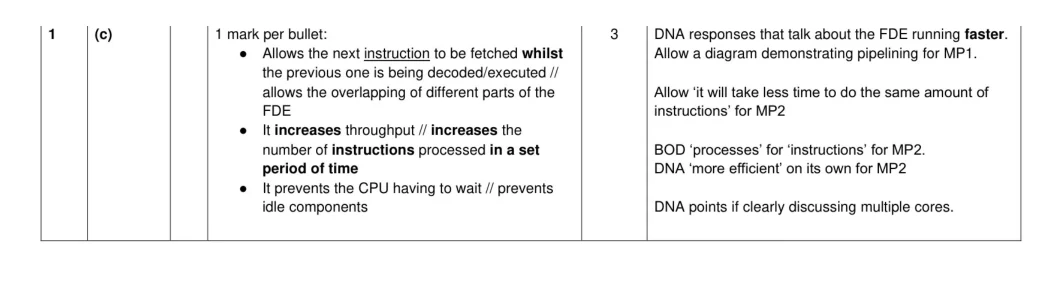 1 (c) 1 mark per bullet: 3 DNA responses that talk about the FDE running faster.
● Allows the next instruction to be fetched whilst
the previous one is being decoded/executed //
allows the overlapping of different parts of the
FDE
● It increases throughput // increases the
number of instructions processed in a set
period of time
● It prevents the CPU having to wait // prevents
idle components
Allow a diagram demonstrating pipelining for MP1.
Allow ‘it will take less time to do the same amount of
instructions’ for MP2
BOD ‘processes’ for ‘instructions’ for MP2.
DNA ‘more efficient’ on its own for MP2
DNA points if clearly discussing multiple cores.